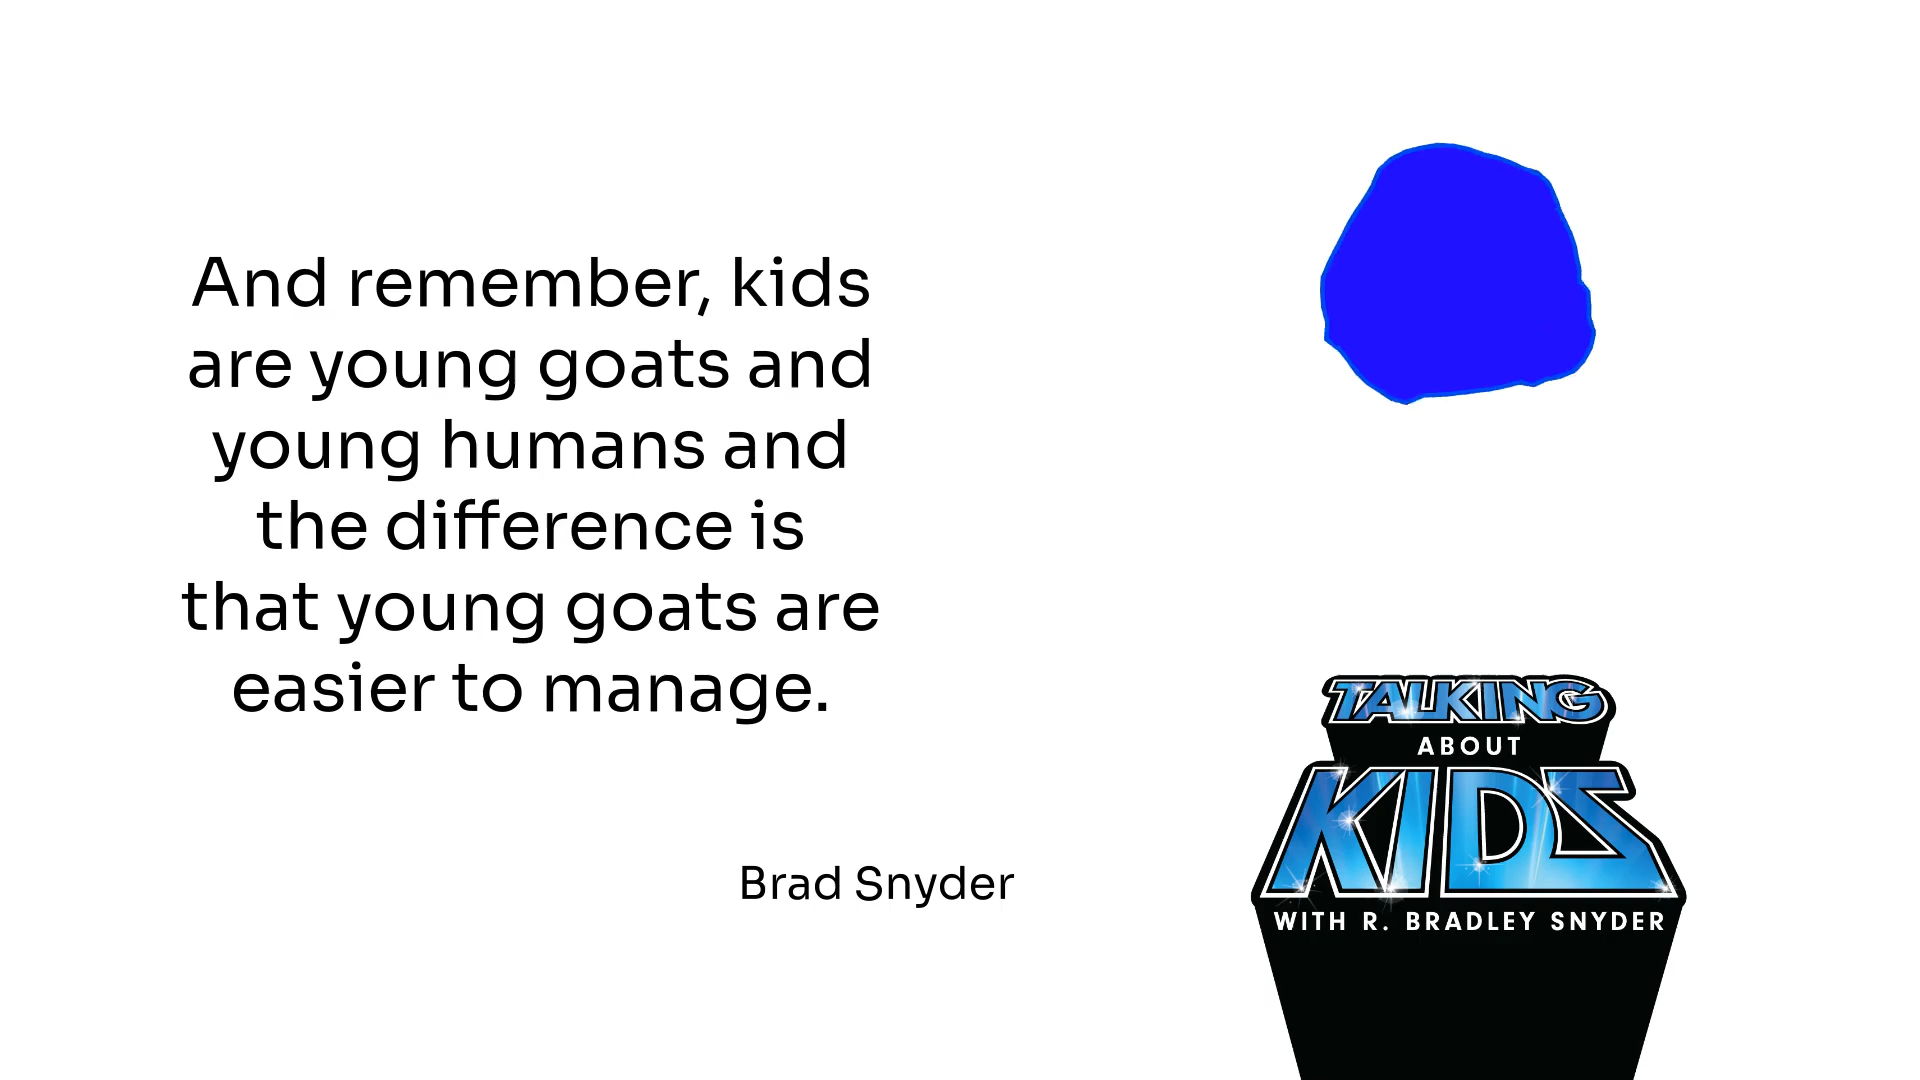 And remember, kids
are young goats and
young humans and
the difference is
that young goats are
easier to manage.
Brad Snyder
TALKING
ABOUT
KIDS
WITH R. BRADLEY SNYDER